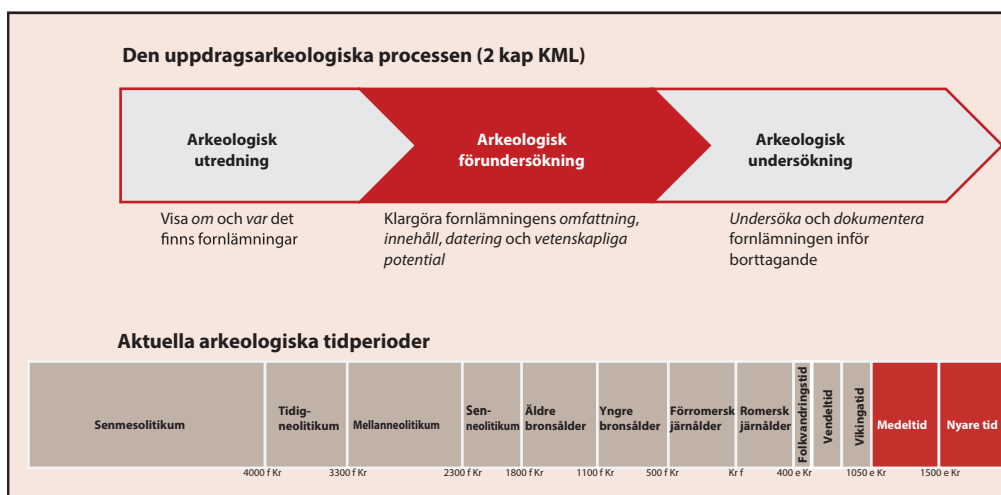 Den uppdragsarkeologiska processen (2 kap KML)
Arkeologisk
utredning
Arkeologisk
förundersökning
Arkeologisk
undersökning
Visa om och var det
finns fornlämningar
Klargöra fornlämningens omfattning,
innehåll, datering och vetenskapliga
potential
Undersöka och dokumentera
fornlämningen inför
borttagande
Aktuella arkeologiska tidperioder
Senmesolitikum
Tidig-
neolitikum
Mellanneolitikum
Sen-
neolitikum
Äldre
bronsålder
Yngre
bronsålder
Förromersk
järnålder
Romersk
järnålder
Folkvandringstid
Vendeltid
Vikingatid
Medeltid
Nyare tid
4000 f Kr
3300 f Kr
2300 f Kr
1800 f Kr
1100 f Kr
500 f Kr
Kr f
400 e Kr
1050 e Kr
1500 e Kr